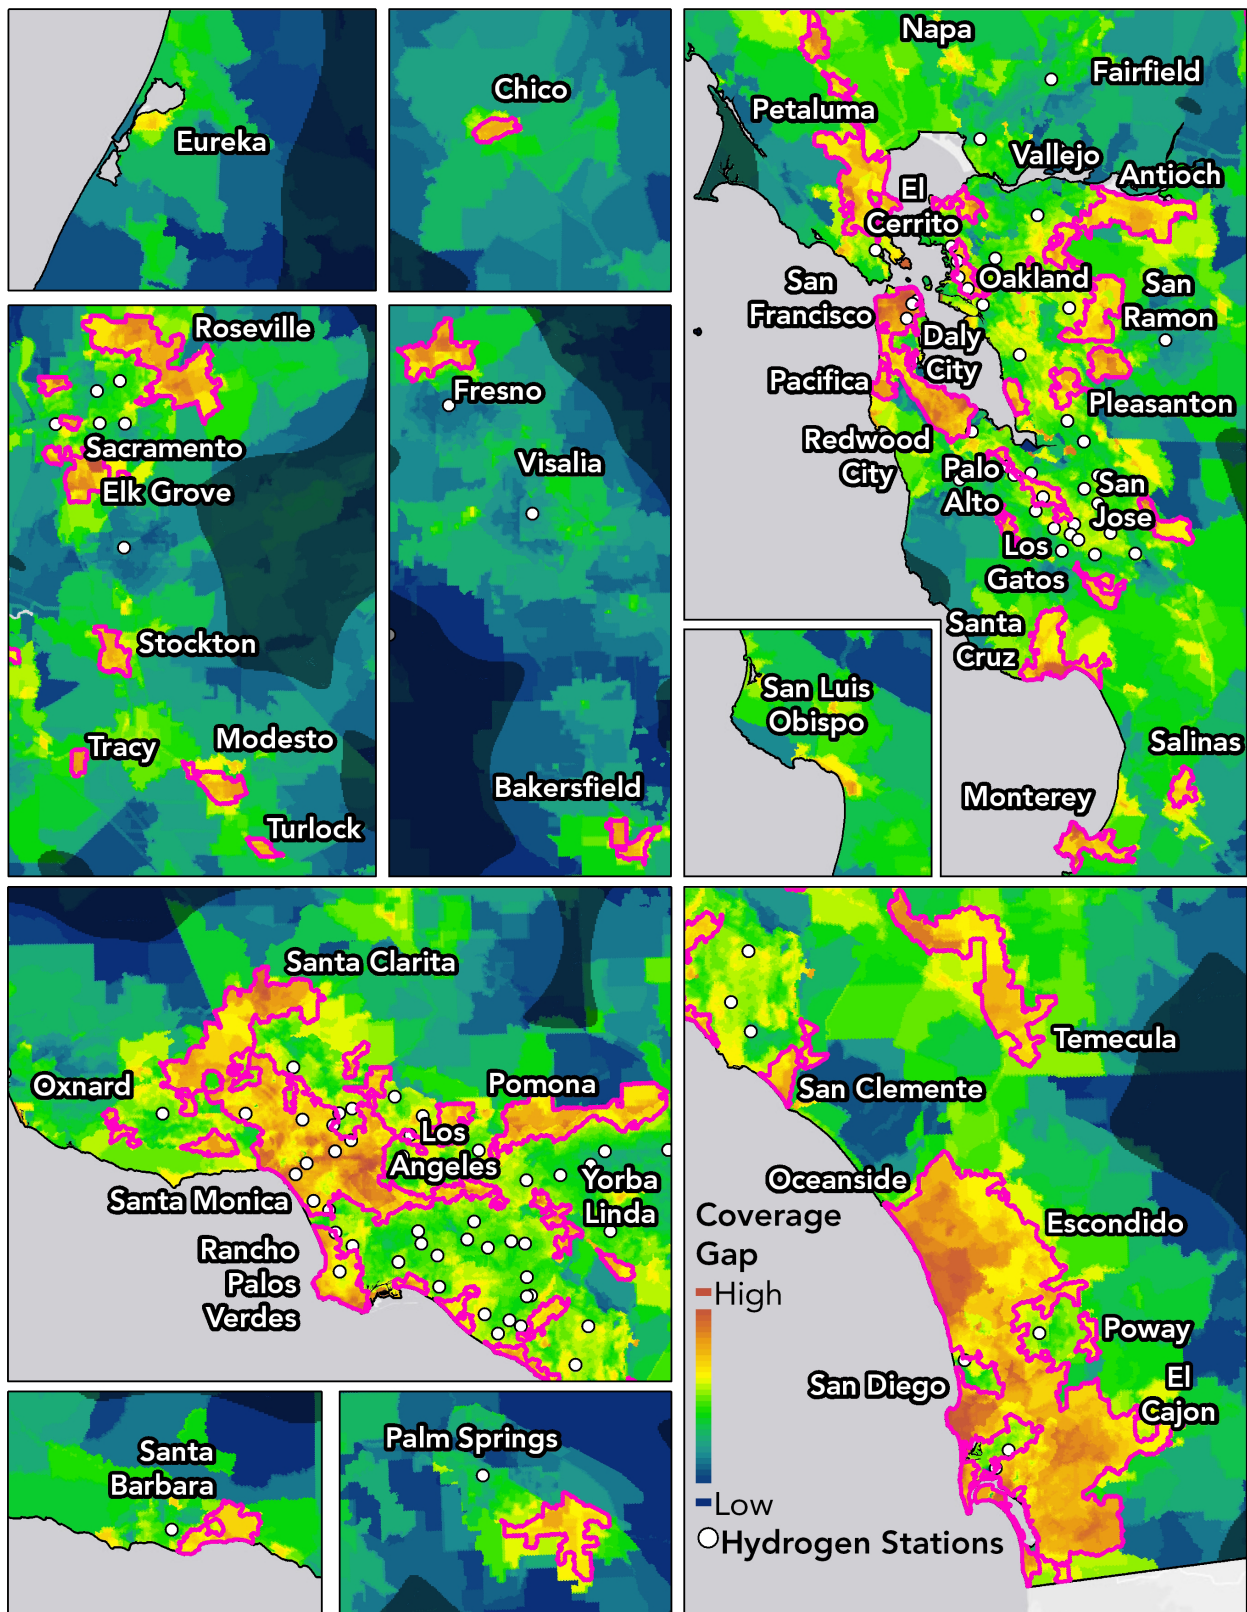 Eureka
Chico
Napa
Fairfield
Petaluma
Vallejo
Antioch
El
Cerrito
Oakland
San
Francisco
San
Ramon
Daly
City
Pacifica
Pleasanton
Redwood
City
Palo
Alto
San
Jose
Los
Gatos
Santa
Cruz
Salinas
Monterey
Roseville
Sacramento
Elk Grove
Stockton
Tracy
Modesto
Turlock
Fresno
Visalia
Bakersfield
San Luis
Obispo
Santa Clarita
Oxnard
Pomona
Los
Angeles
Santa Monica
Yorba
Linda
Rancho
Palos
Verdes
Temecula
San Clemente
Oceanside
Escondido
Poway
San Diego
El
Cajon
Coverage
Gap
High
Low
Hydrogen Stations
Santa
Barbara
Palm Springs